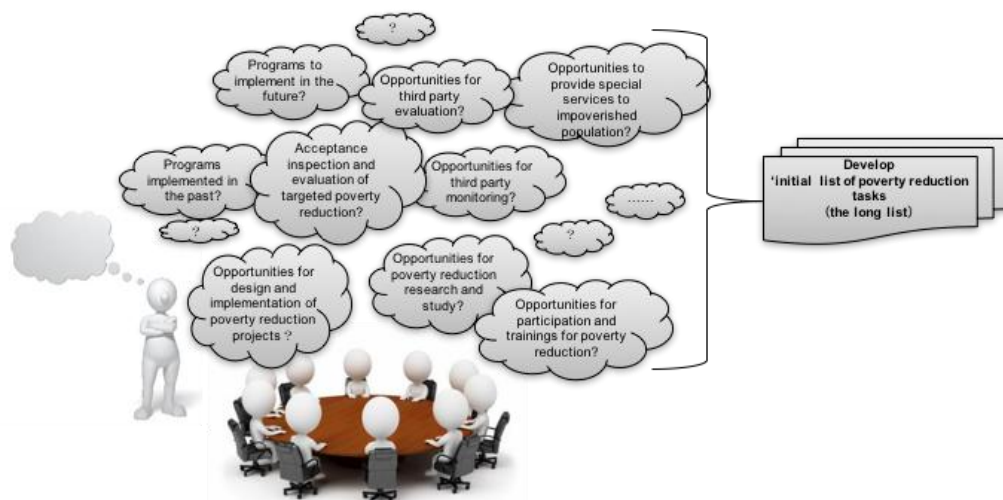 ?
Programs to
implement in the
future?
Opportunities for
third party
evaluation?
Opportunities to
provide special
services to
impoverished
population?
Programs
implemented in
the past?
Acceptance
inspection and
evaluation of
targeted poverty
reduction?
Opportunities for
third party
monitoring?
......
?
?
Opportunities for
design and
implementation of
poverty reduction
projects ?
Opportunities for
poverty reduction
research and
study?
Opportunities for
participation and
trainings for poverty
reduction?
Develop
‘initial list of poverty reduction
tasks
(the long list)